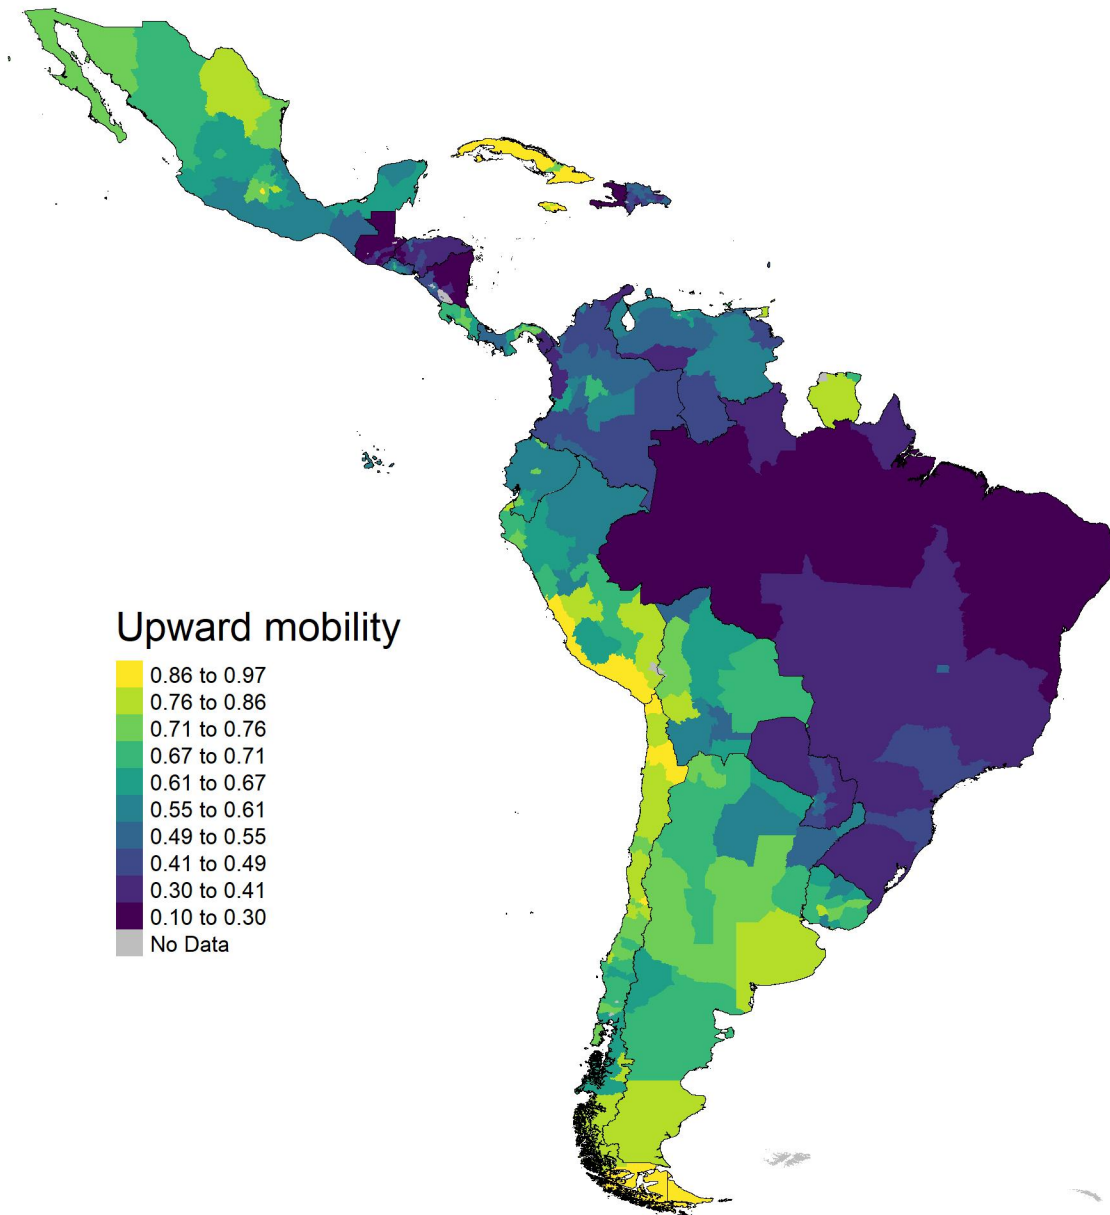 Upward mobility
0.86 to 0.97
0.76 to 0.86
0.71 to 0.76
0.67 to 0.71
0.61 to 0.67
0.55 to 0.61
0.49 to 0.55
0.41 to 0.49
0.30 to 0.41
0.10 to 0.30
No Data